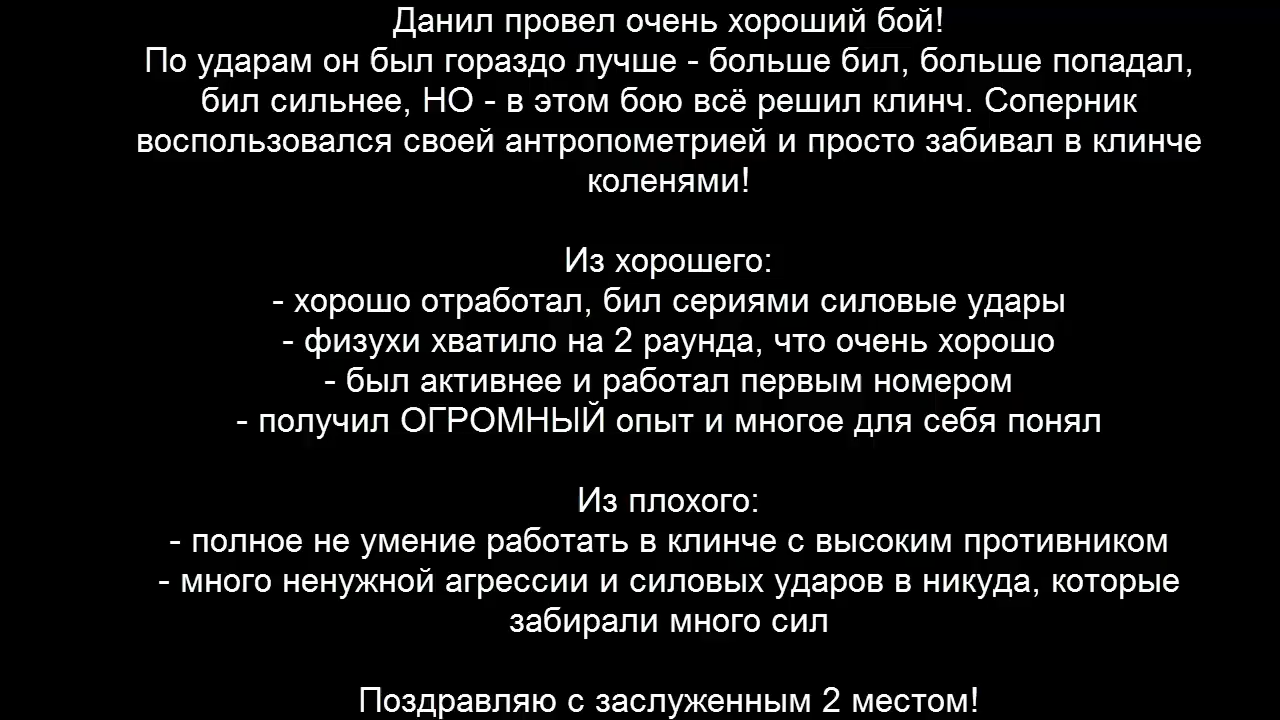 Данил провел очень хороший бой!
По ударам он был гораздо лучше - больше бил, больше попадал,
бил сильнее, НО - в этом бою всё решил клинч. Соперник
воспользовался своей антропометрией и просто забивал в клинче
коленями!
Из хорошего:
- хорошо отработал, бил сериями силовые удары
- физухи хватило на 2 раунда, что очень хорошо
- был активнее и работал первым номером
- получил ОГРОМНЫЙ опыт и многое для себя понял
Из плохого:
- полное не умение работать в клинче с высоким противником
- много ненужной агрессии и силовых ударов в никуда, которые
забирали много сил
Поздравляю с заслуженным 2 местом!